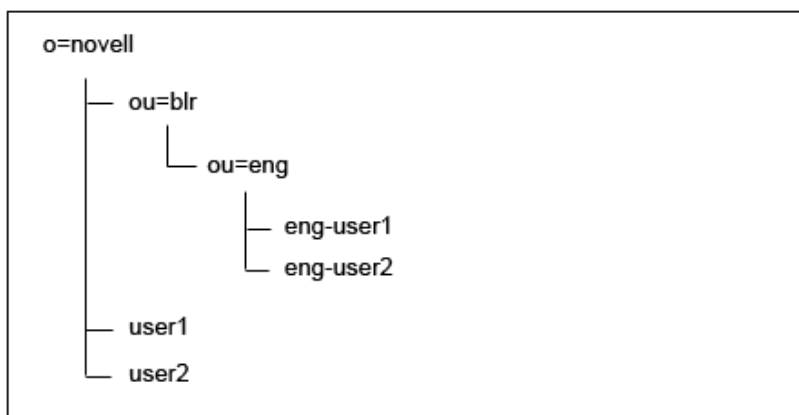 o=novell
ou=blr
ou=eng
eng-user1
eng-user2
user1
user2